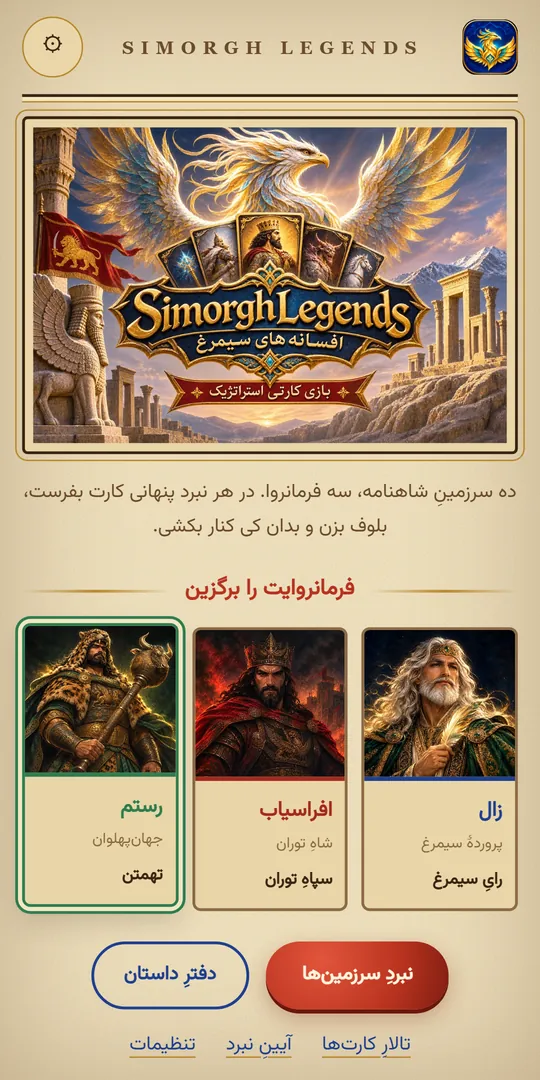 SIMORGH LEGENDS
SimorghLegends
افسانه های سیمرغ
بازی کارتی استراتژیک
ده سرزمینِ شاهنامه، سه فرمانروا. در هر نبرد پنهانی کارت بفرست،
بلوف بزن و بدان کی کنار بکشی.
فرمانروایت را برگزین
زال
پروردهٔ سیمرغ
رایِ سیمرغ
افراسیاب
شاهِ توران
سپاهِ توران
رستم
جهان‌پهلوان
تهمتن
نبردِ سرزمین‌ها
دفترِ داستان
تالارِ کارت‌ها
آیینِ نبرد
تنظیمات